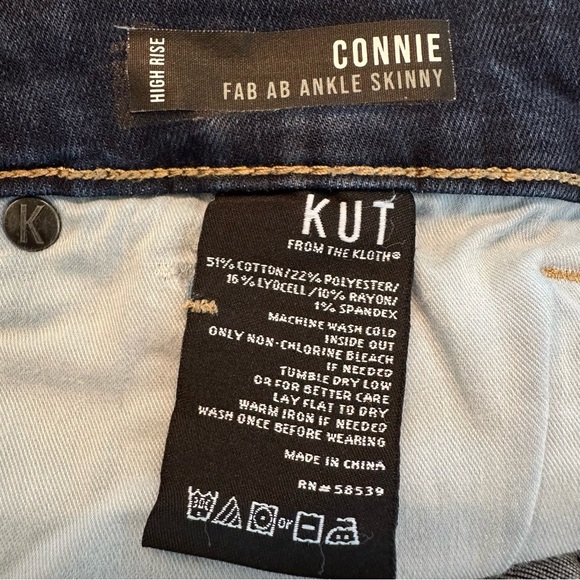 HIGH RISE
CONNIE
FAB AB ANKLE SKINNY
K
KUT
FROM THE KLOTH®
51% COTTON/22% POLYESTER/
16% LYOCELL/10% RAYON/
1% SPANDEX
MACHINE WASH COLD
INSIDE OUT
ONLY NON-CHLORINE BLEACH
IF NEEDED
TUMBLE DRY LOW
OR FOR BETTER CARE
LAY FLAT TO DRY
WARM IRON IF NEEDED
WASH ONCE BEFORE WEARING
MADE IN CHINA
RN#58539
30C or